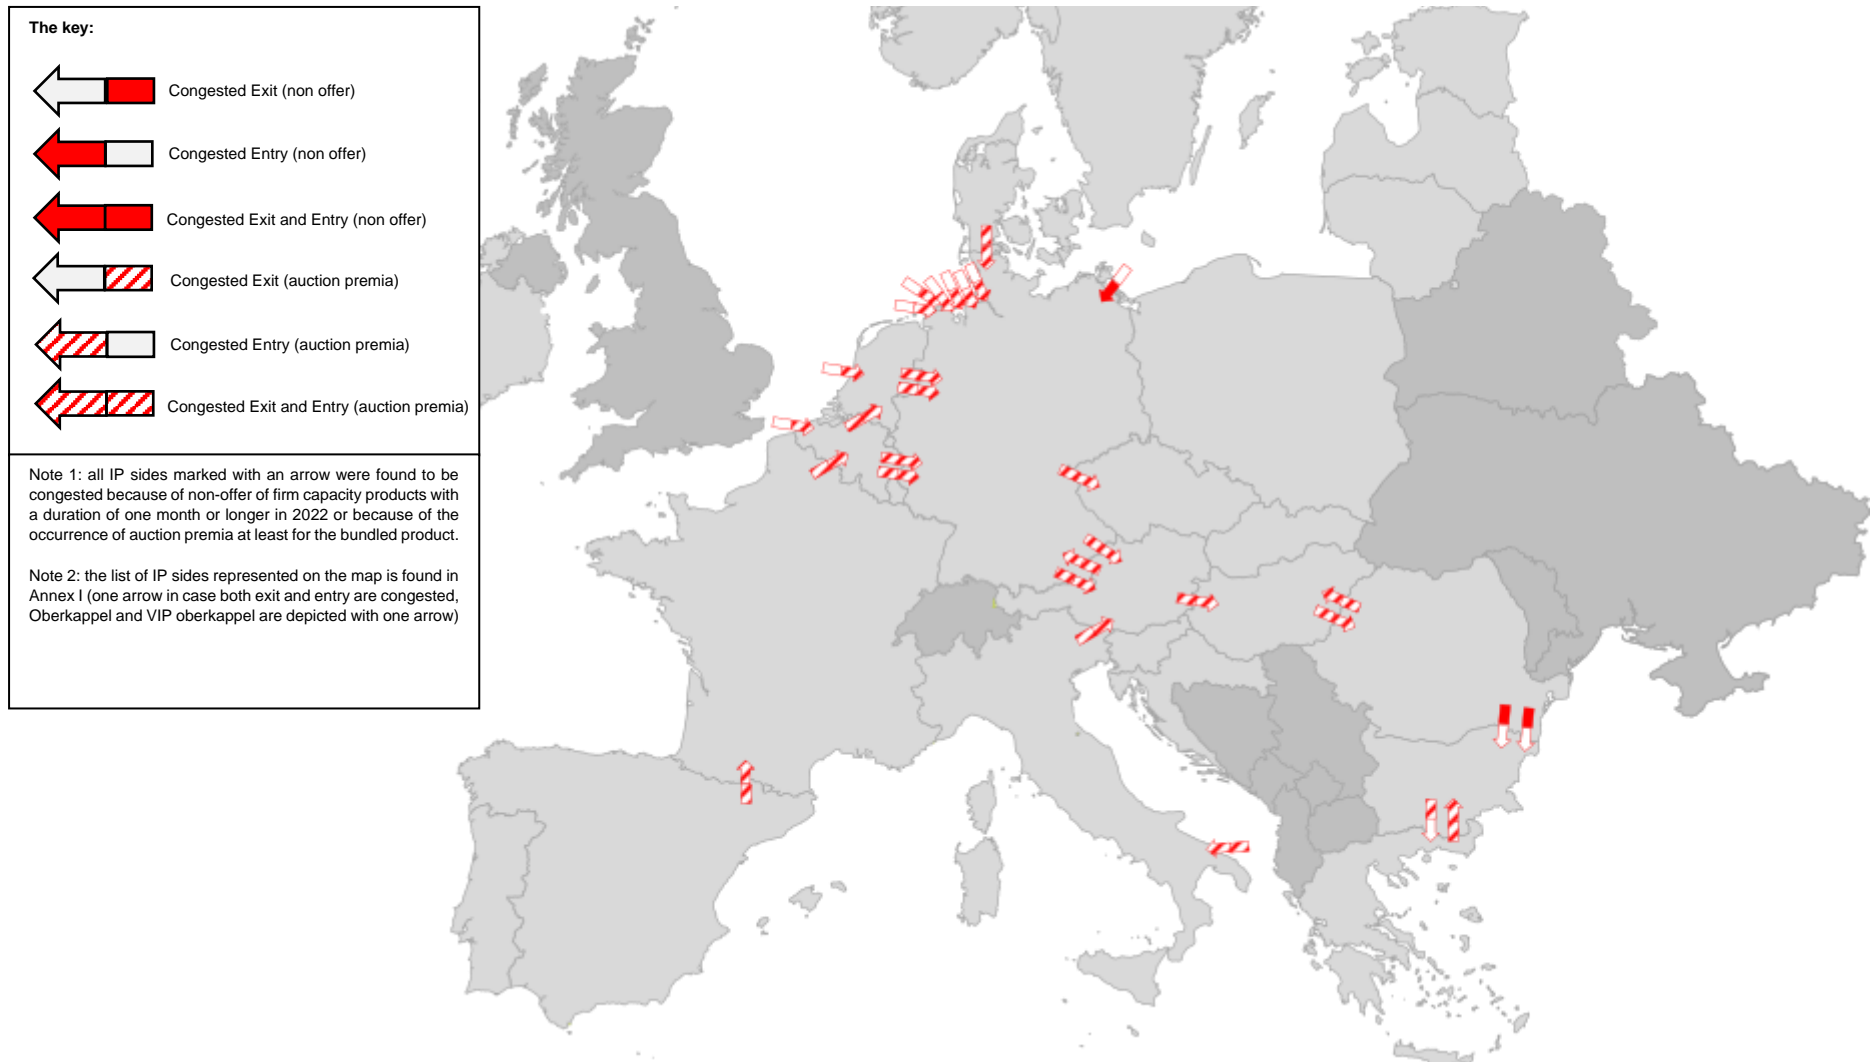 The key:
Congested Exit (non offer)
Congested Entry (non offer)
Congested Exit and Entry (non offer)
Congested Exit (auction premia)
Congested Entry (auction premia)
Congested Exit and Entry (auction premia)
Note 1: all IP sides marked with an arrow were found to be
congested because of non-offer of firm capacity products with
a duration of one month or longer in 2022 or because of the
occurrence of auction premia at least for the bundled product.
Note 2: the list of IP sides represented on the map is found in
Annex I (one arrow in case both exit and entry are congested,
Oberkappel and VIP oberkappel are depicted with one arrow)